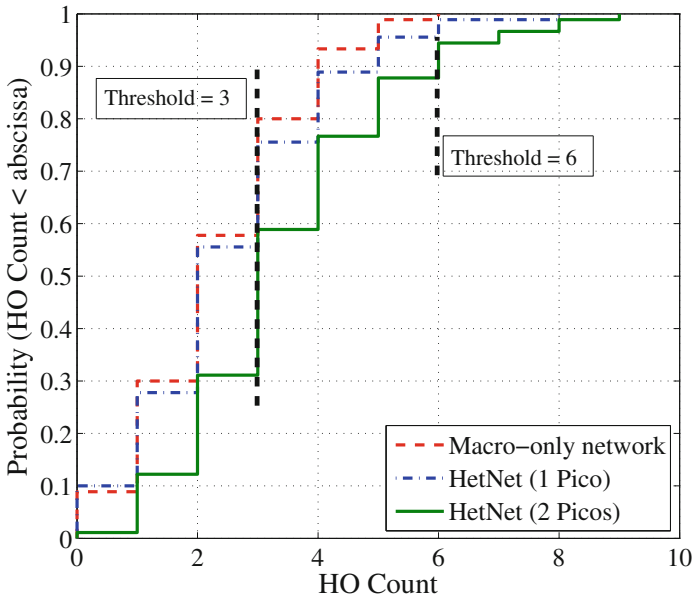 1
0.9
0.8
0.7
0.6
0.5
0.4
0.3
0.2
0.1
0
Probability (HO Count < abscissa)
Threshold = 3
Threshold = 6
Macro-only network
HetNet (1 Pico)
HetNet (2 Picos)
0 2 4 6 8 10
HO Count